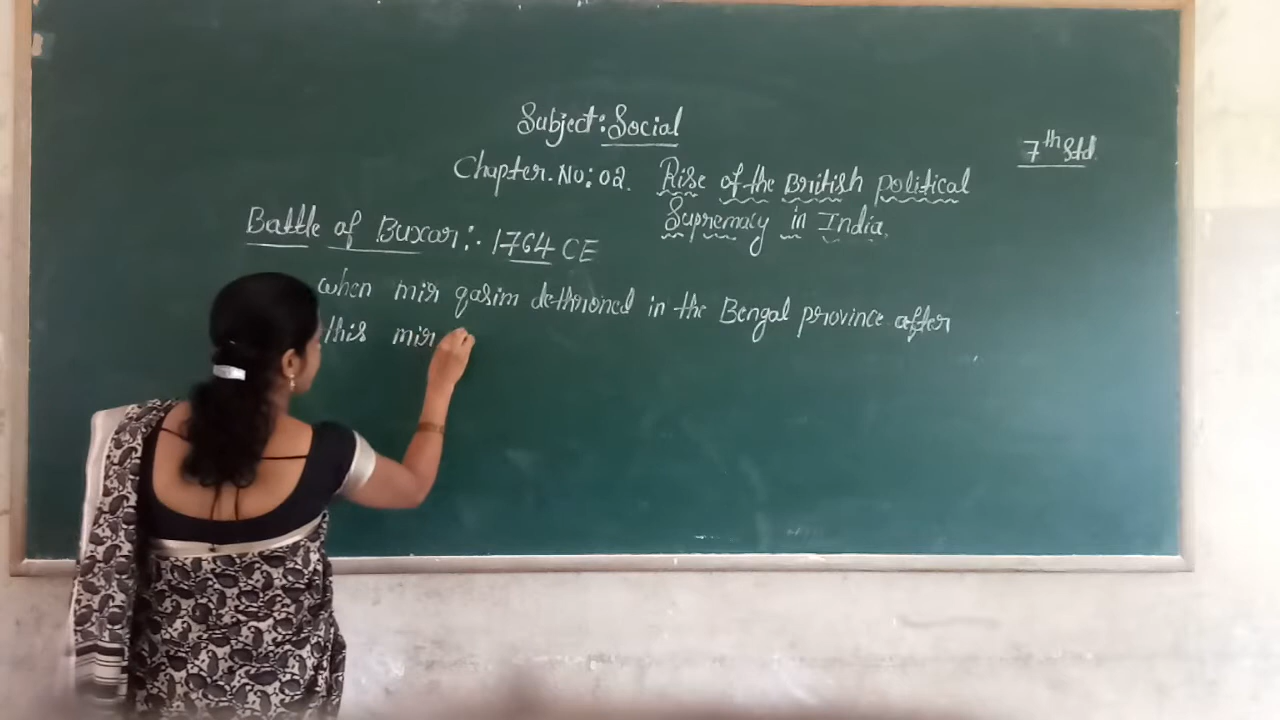 Subject: Social
7th Std.
Chapter.No: 02. Rise of the British political
Supremacy in India.
Battle of Buxar:- 1764 CE
when mir qasim dethroned in the Bengal province after
this mir